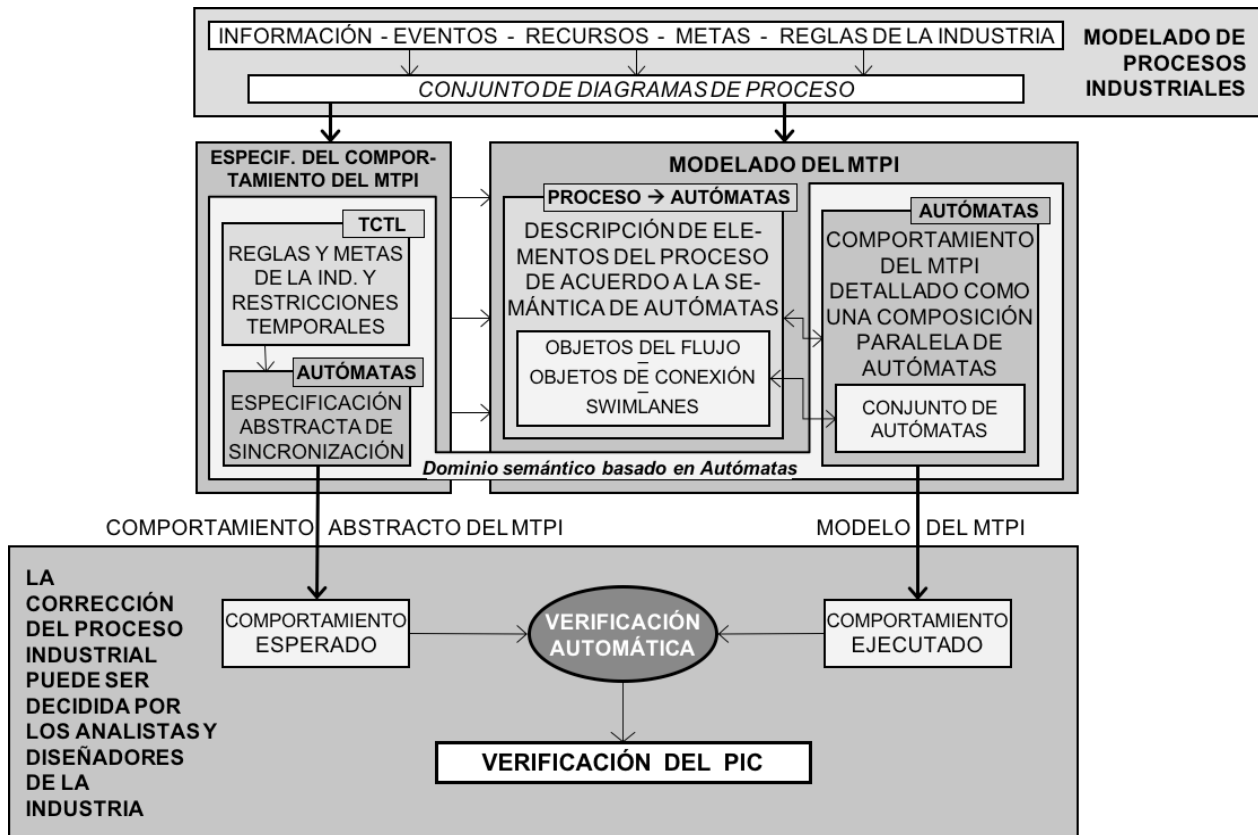 INFORMACIÓN - EVENTOS - RECURSOS - METAS - REGLAS DE LA INDUSTRIA
MODELADO DE
PROCESOS
INDUSTRIALES
CONJUNTO DE DIAGRAMAS DE PROCESO
ESPECIF. DEL COMPOR-
TAMIENTO DEL MTPI
TCTL
REGLAS Y METAS
DE LA IND. Y
RESTRICCIONES
TEMPORALES
AUTÓMATAS
ESPECIFICACIÓN
ABSTRACTA DE
SINCRONIZACIÓN
MODELADO DEL MTPI
PROCESO → AUTÓMATAS
DESCRIPCIÓN DE ELE-
MENTOS DEL PROCESO
DE ACUERDO A LA SE-
MÁNTICA DE AUTÓMATAS
OBJETOS DEL FLUJO
–
OBJETOS DE CONEXIÓN
–
SWIMLANES
AUTÓMATAS
COMPORTAMIENTO
DEL MTPI
DETALLADO COMO
UNA COMPOSICIÓN
PARALELA DE
AUTÓMATAS
CONJUNTO DE
AUTÓMATAS
Dominio semántico basado en Autómatas
COMPORTAMIENTO ABSTRACTO DEL MTPI
MODELO DEL MTPI
LA
CORRECCIÓN
DEL PROCESO
INDUSTRIAL
PUEDE SER
DECIDIDA POR
LOS ANALISTAS Y
DISEÑADORES
DE LA
INDUSTRIA
COMPORTAMIENTO
ESPERADO
VERIFICACIÓN
AUTOMÁTICA
COMPORTAMIENTO
EJECUTADO
VERIFICACIÓN DEL PIC